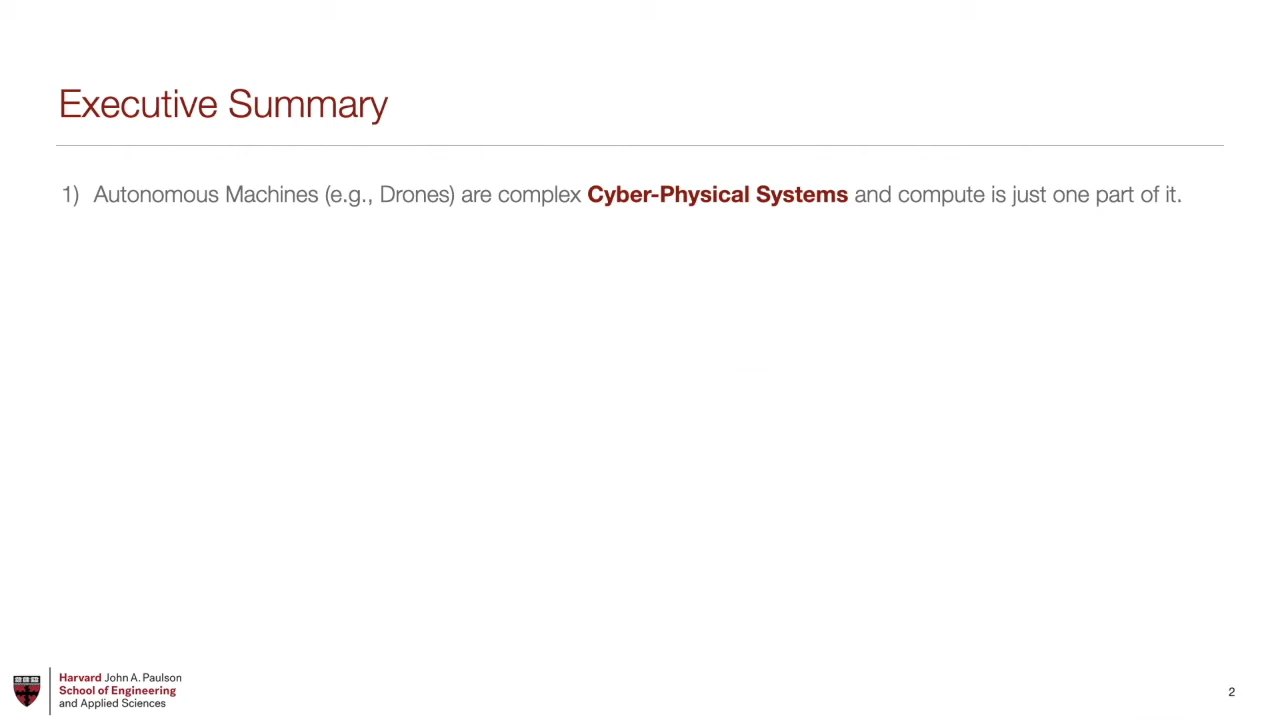 Executive Summary
1) Autonomous Machines (e.g., Drones) are complex Cyber-Physical Systems and compute is just one part of it.
Harvard John A. Paulson
School of Engineering
and Applied Sciences
2